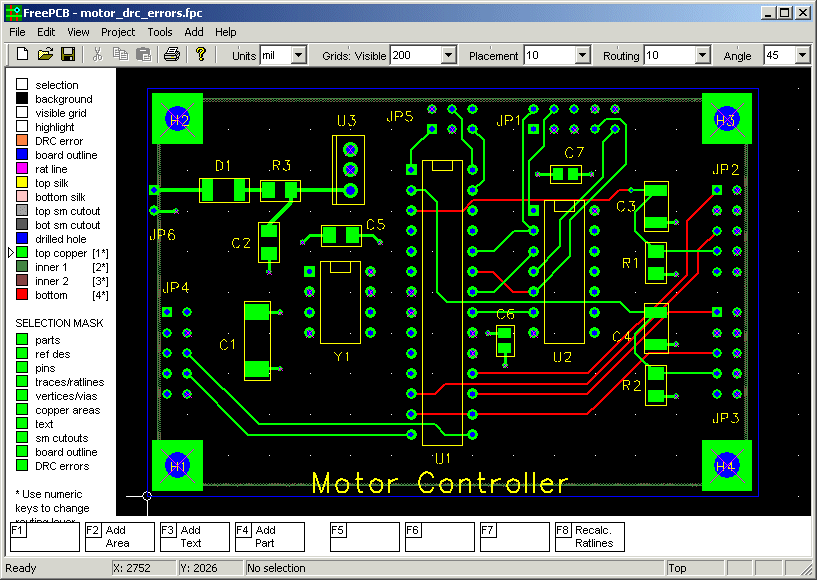 FreePCB - motor_drc_errors.fpc
File Edit View Project Tools Add Help
Units mil Grids: Visible 200 Placement 10 Routing 10 Angle 45
selection
background
visible grid
highlight
DRC error
board outline
rat line
top silk
bottom silk
top sm cutout
bot sm cutout
drilled hole
top copper [1*]
inner 1 [2*]
inner 2 [3*]
bottom [4*]
SELECTION MASK
parts
ref des
pins
traces/ratlines
vertices/vias
copper areas
text
sm cutouts
board outline
DRC errors
* Use numeric
keys to change
routing layer
H2 U3 JP5 JP1 H3
D1 R3 C7 JP2
C3
JP6 C2 C5
R1
JP4
C6
C1 Y1 U2 C4
R2
JP3
U1
H1 H4
Motor Controller
F1
F2 Add Area
F3 Add Text
F4 Add Part
F5
F6
F7
F8 Recalc. Ratlines
Ready X: 2752 Y: 2026 No selection Top